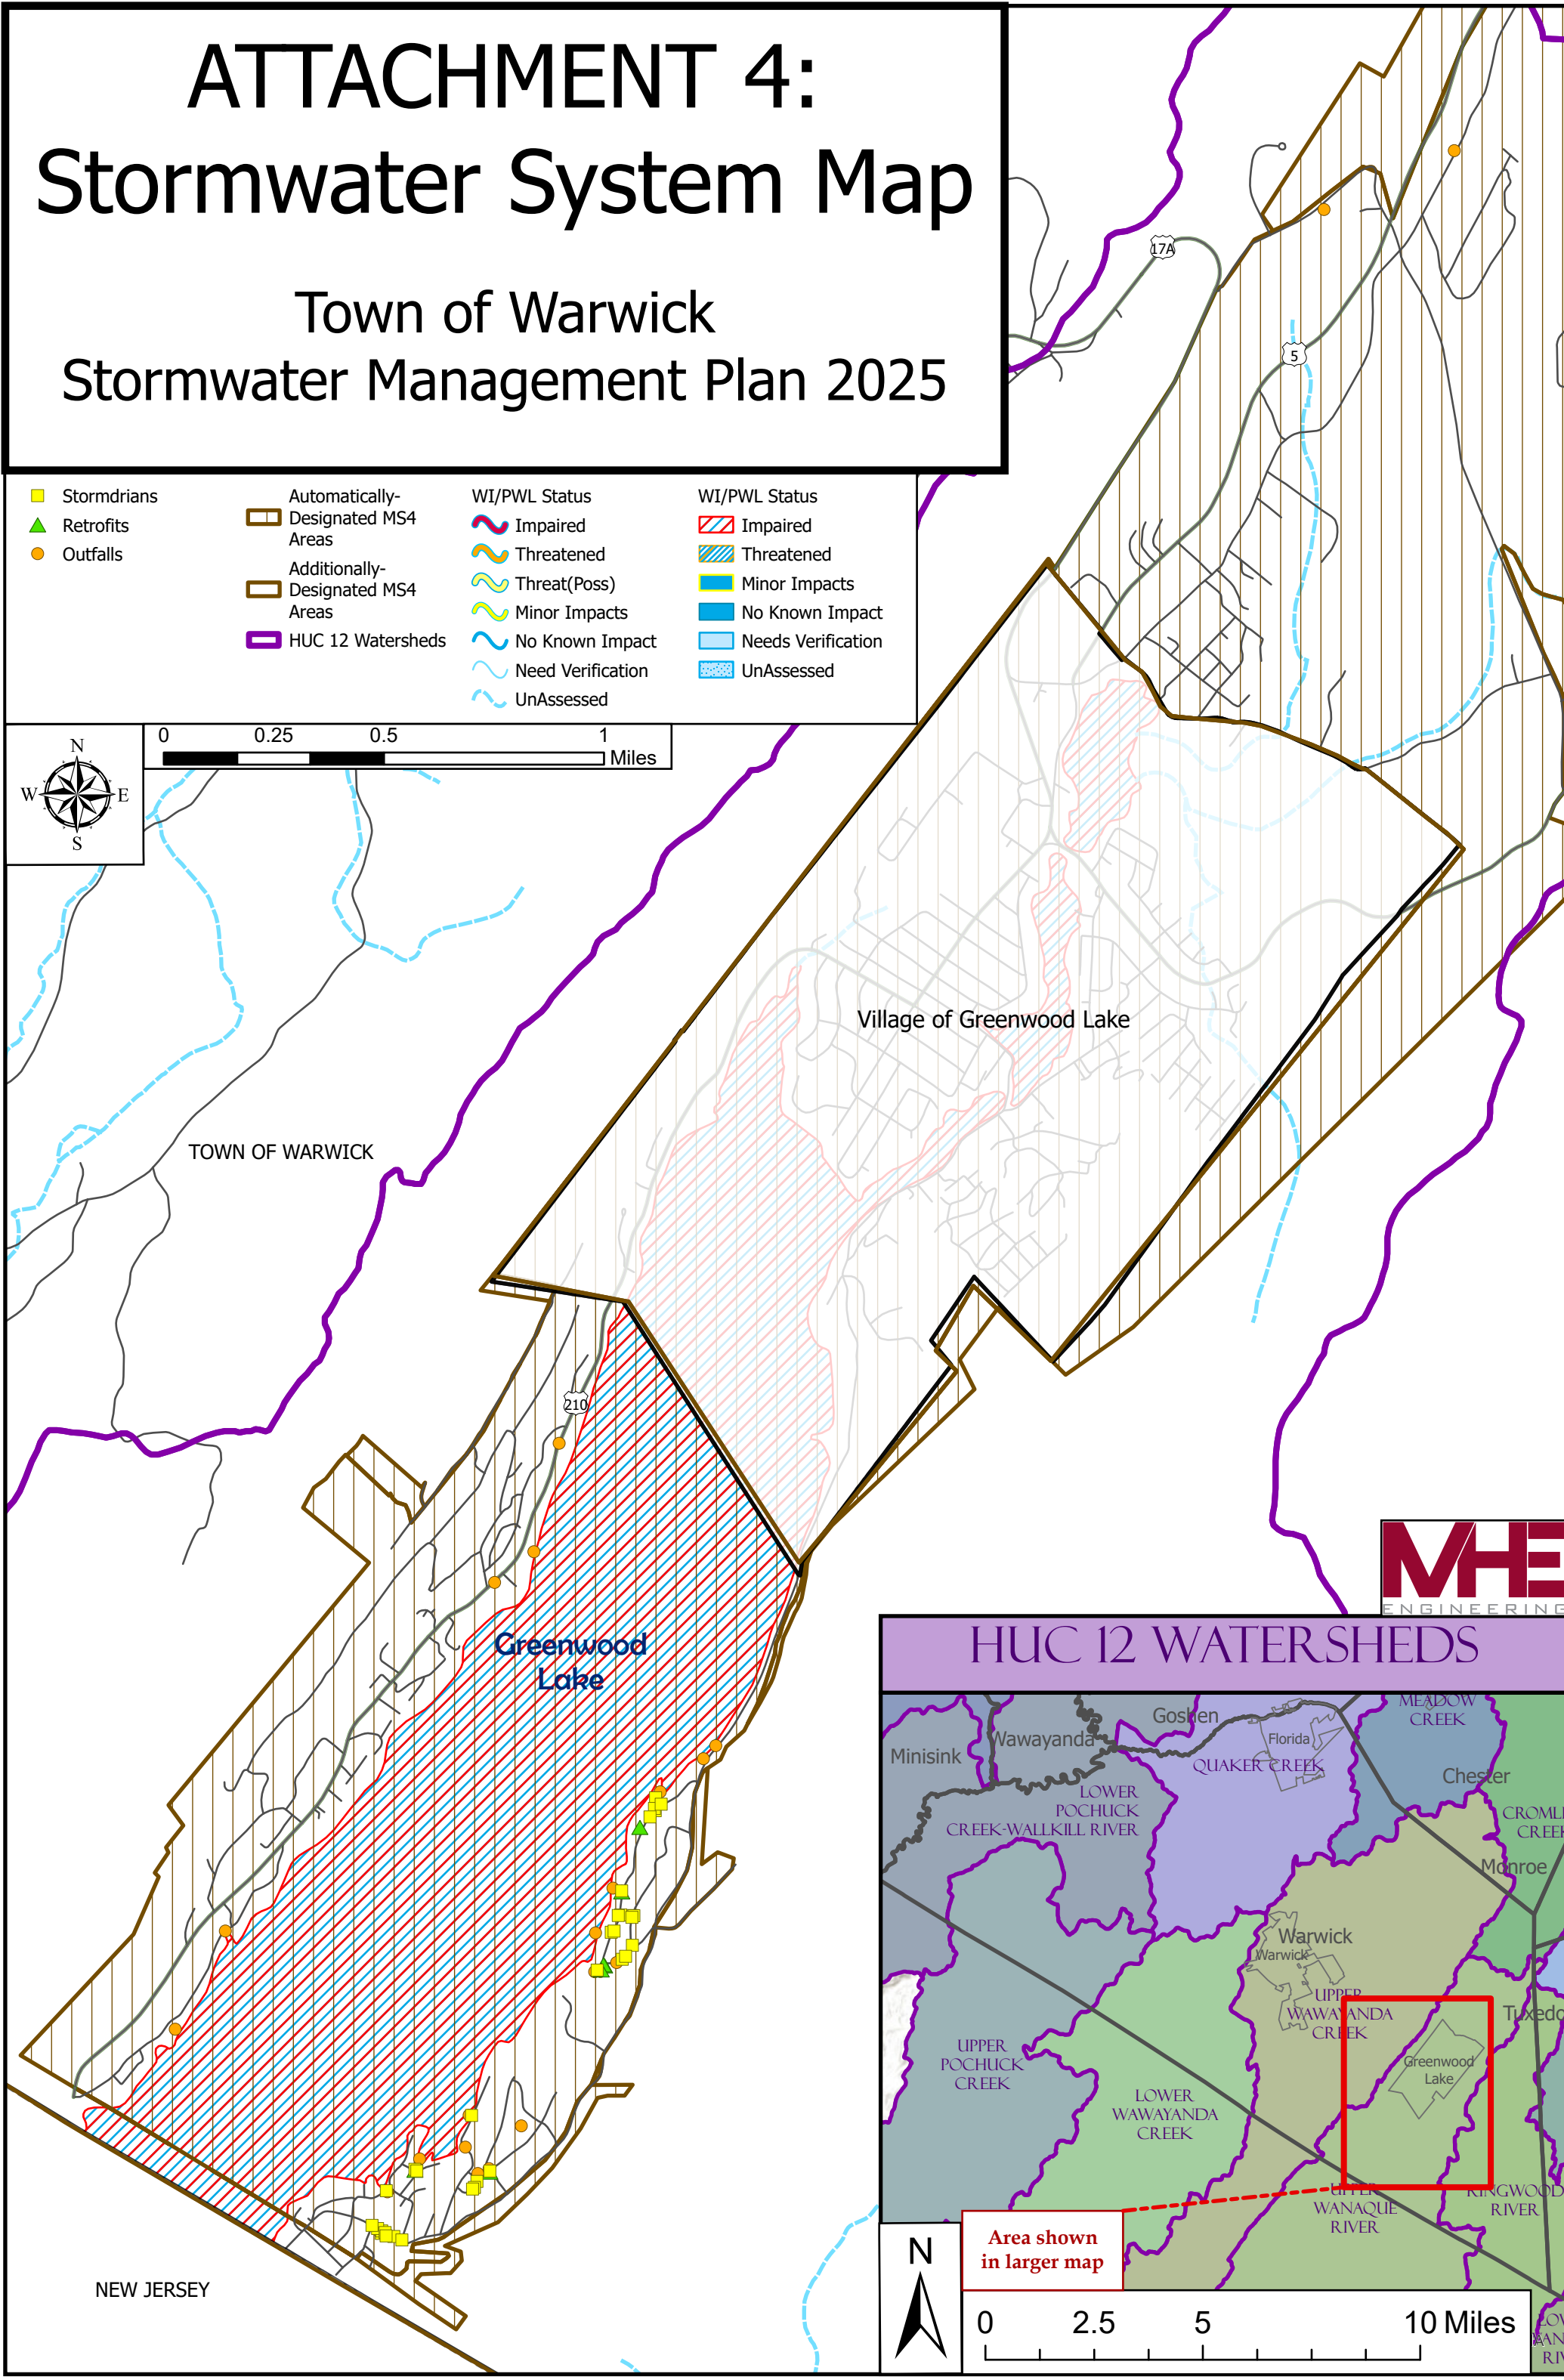 ATTACHMENT 4:
Stormwater System Map
Town of Warwick
Stormwater Management Plan 2025
Stormdrians
Retrofits
Outfalls
Automatically-
Designated MS4
Areas
Additionally-
Designated MS4
Areas
HUC 12 Watersheds
WI/PWL Status
Impaired
Threatened
Threat(Poss)
Minor Impacts
No Known Impact
Need Verification
UnAssessed
WI/PWL Status
Impaired
Threatened
Minor Impacts
No Known Impact
Needs Verification
UnAssessed
0 0.25 0.5 1
Miles
N
W E
S
17A
5
Village of Greenwood Lake
TOWN OF WARWICK
210
Greenwood
Lake
NEW JERSEY
MHE
ENGINEERING
HUC 12 WATERSHEDS
MEADOW
CREEK
Goshen
Wawayanda
Florida
Minisink
QUAKER CREEK
Chester
LOWER
POCHUCK
CREEK-WALLKILL RIVER
CROMLI
CREEK
Monroe
Warwick
Warwick
UPPER
WAWAYANDA
CREEK
Tuxedo
UPPER
POCHUCK
CREEK
Greenwood
Lake
LOWER
WAWAYANDA
CREEK
UPPER
WANAQUE
RIVER
RINGWOOD
RIVER
Area shown
in larger map
N
0 2.5 5 10 Miles